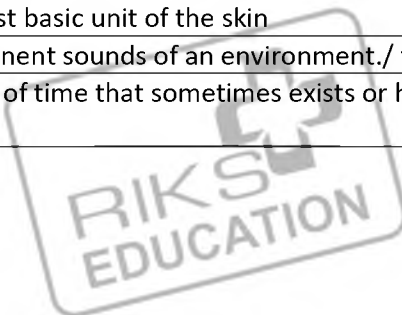 st basic unit of the skin
nent sounds of an environment./
of time that sometimes exists or h
RIKS
EDUCATION